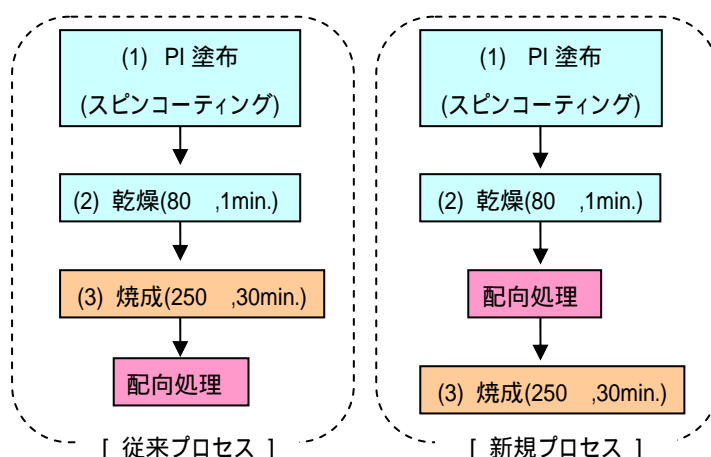 (1) PI 塗布
(スピンコーティング)
(2) 乾燥(80 ,1min.)
(3) 焼成(250 ,30min.)
配向処理
[ 従来プロセス ]
(1) PI 塗布
(スピンコーティング)
(2) 乾燥(80 ,1min.)
配向処理
(3) 焼成(250 ,30min.)
[ 新規プロセス ]